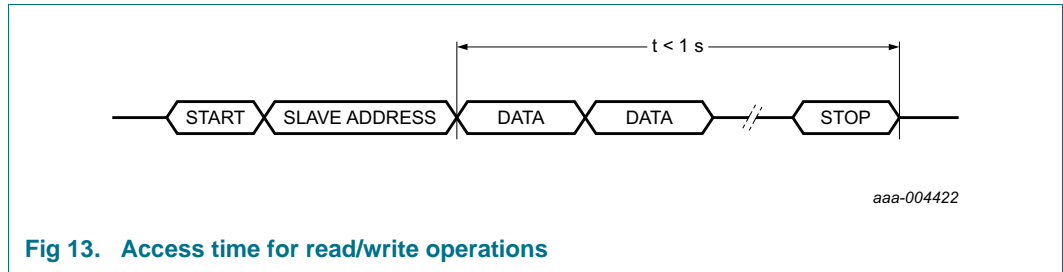 t < 1 s
START SLAVE ADDRESS DATA DATA STOP
aaa-004422
Fig 13. Access time for read/write operations